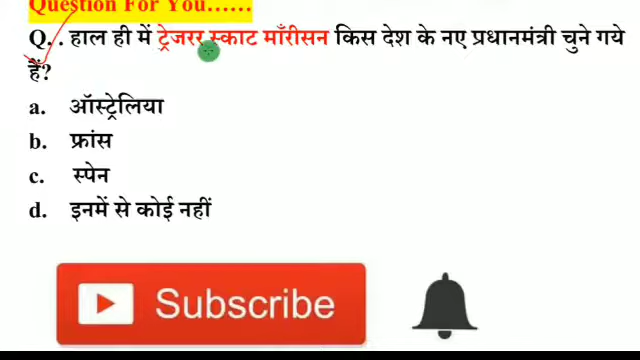 Question For You......
Q. . हाल ही में ट्रेजरर स्काट माँरीसन किस देश के नए प्रधानमंत्री चुने गये
हैं?
a. ऑस्ट्रेलिया
b. फ्रांस
c. स्पेन
d. इनमें से कोई नहीं
Subscribe